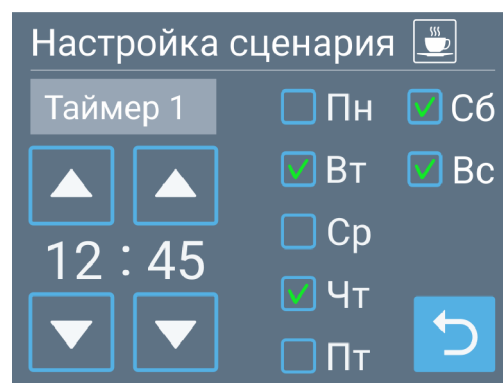 Настройка сценария
Таймер 1
12 : 45
Пн
Вт
Ср
Чт
Пт
Сб
Вс